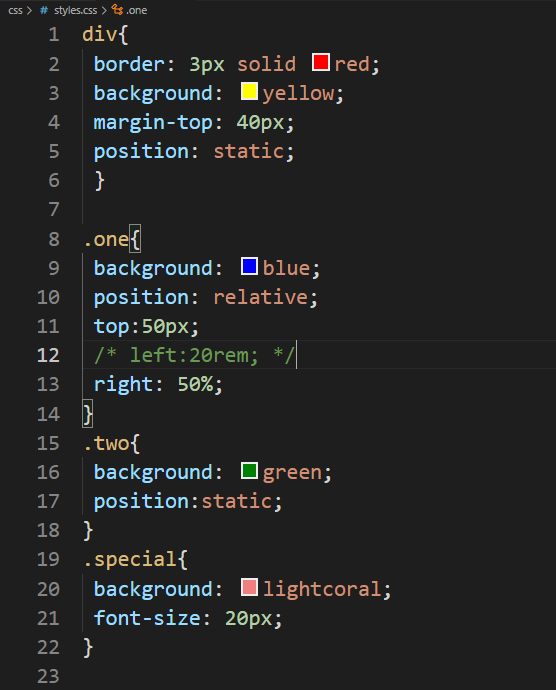 css > # styles.css > .one
1 div{
2 border: 3px solid red;
3 background: yellow;
4 margin-top: 40px;
5 position: static;
6 }
7
8 .one{
9 background: blue;
10 position: relative;
11 top:50px;
12 /* left:20rem; */
13 right: 50%;
14 }
15 .two{
16 background: green;
17 position:static;
18 }
19 .special{
20 background: lightcoral;
21 font-size: 20px;
22 }
23